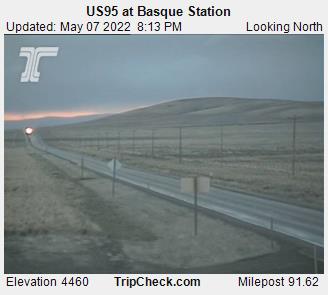 US95 at Basque Station
Updated: May 07 2022 8:13 PM Looking North
Elevation 4460 TripCheck.com Milepost 91.62